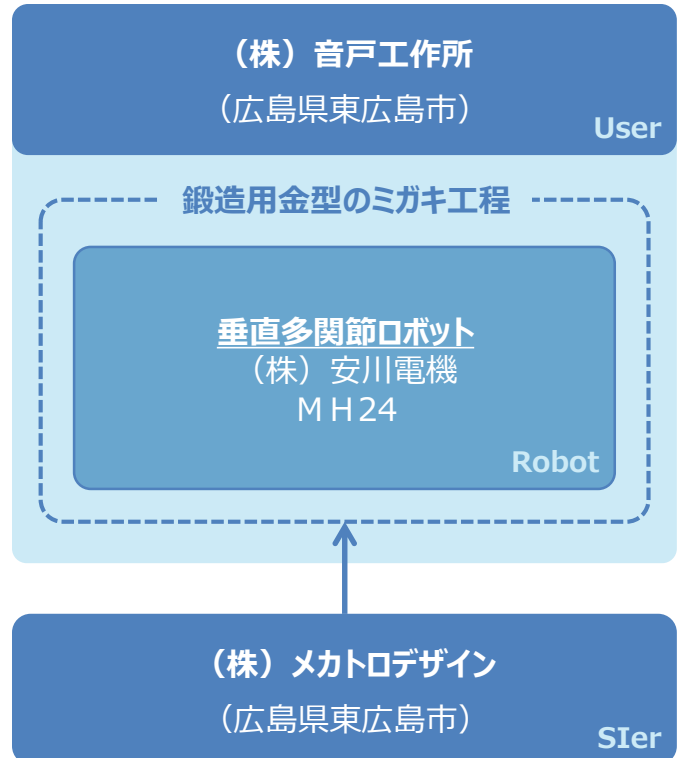 （株）音戸工作所
（広島県東広島市）
User
鍛造用金型のミガキ工程
垂直多関節ロボット
（株）安川電機
ＭＨ24
Robot
（株）メカトロデザイン
（広島県東広島市）
SIer